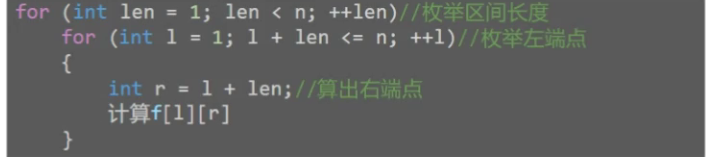 for (int len = 1; len < n; ++len)//枚举区间长度
for (int l = 1; l + len <= n; ++l)//枚举左端点
{
int r = l + len;//算出右端点
计算f[l][r]
}